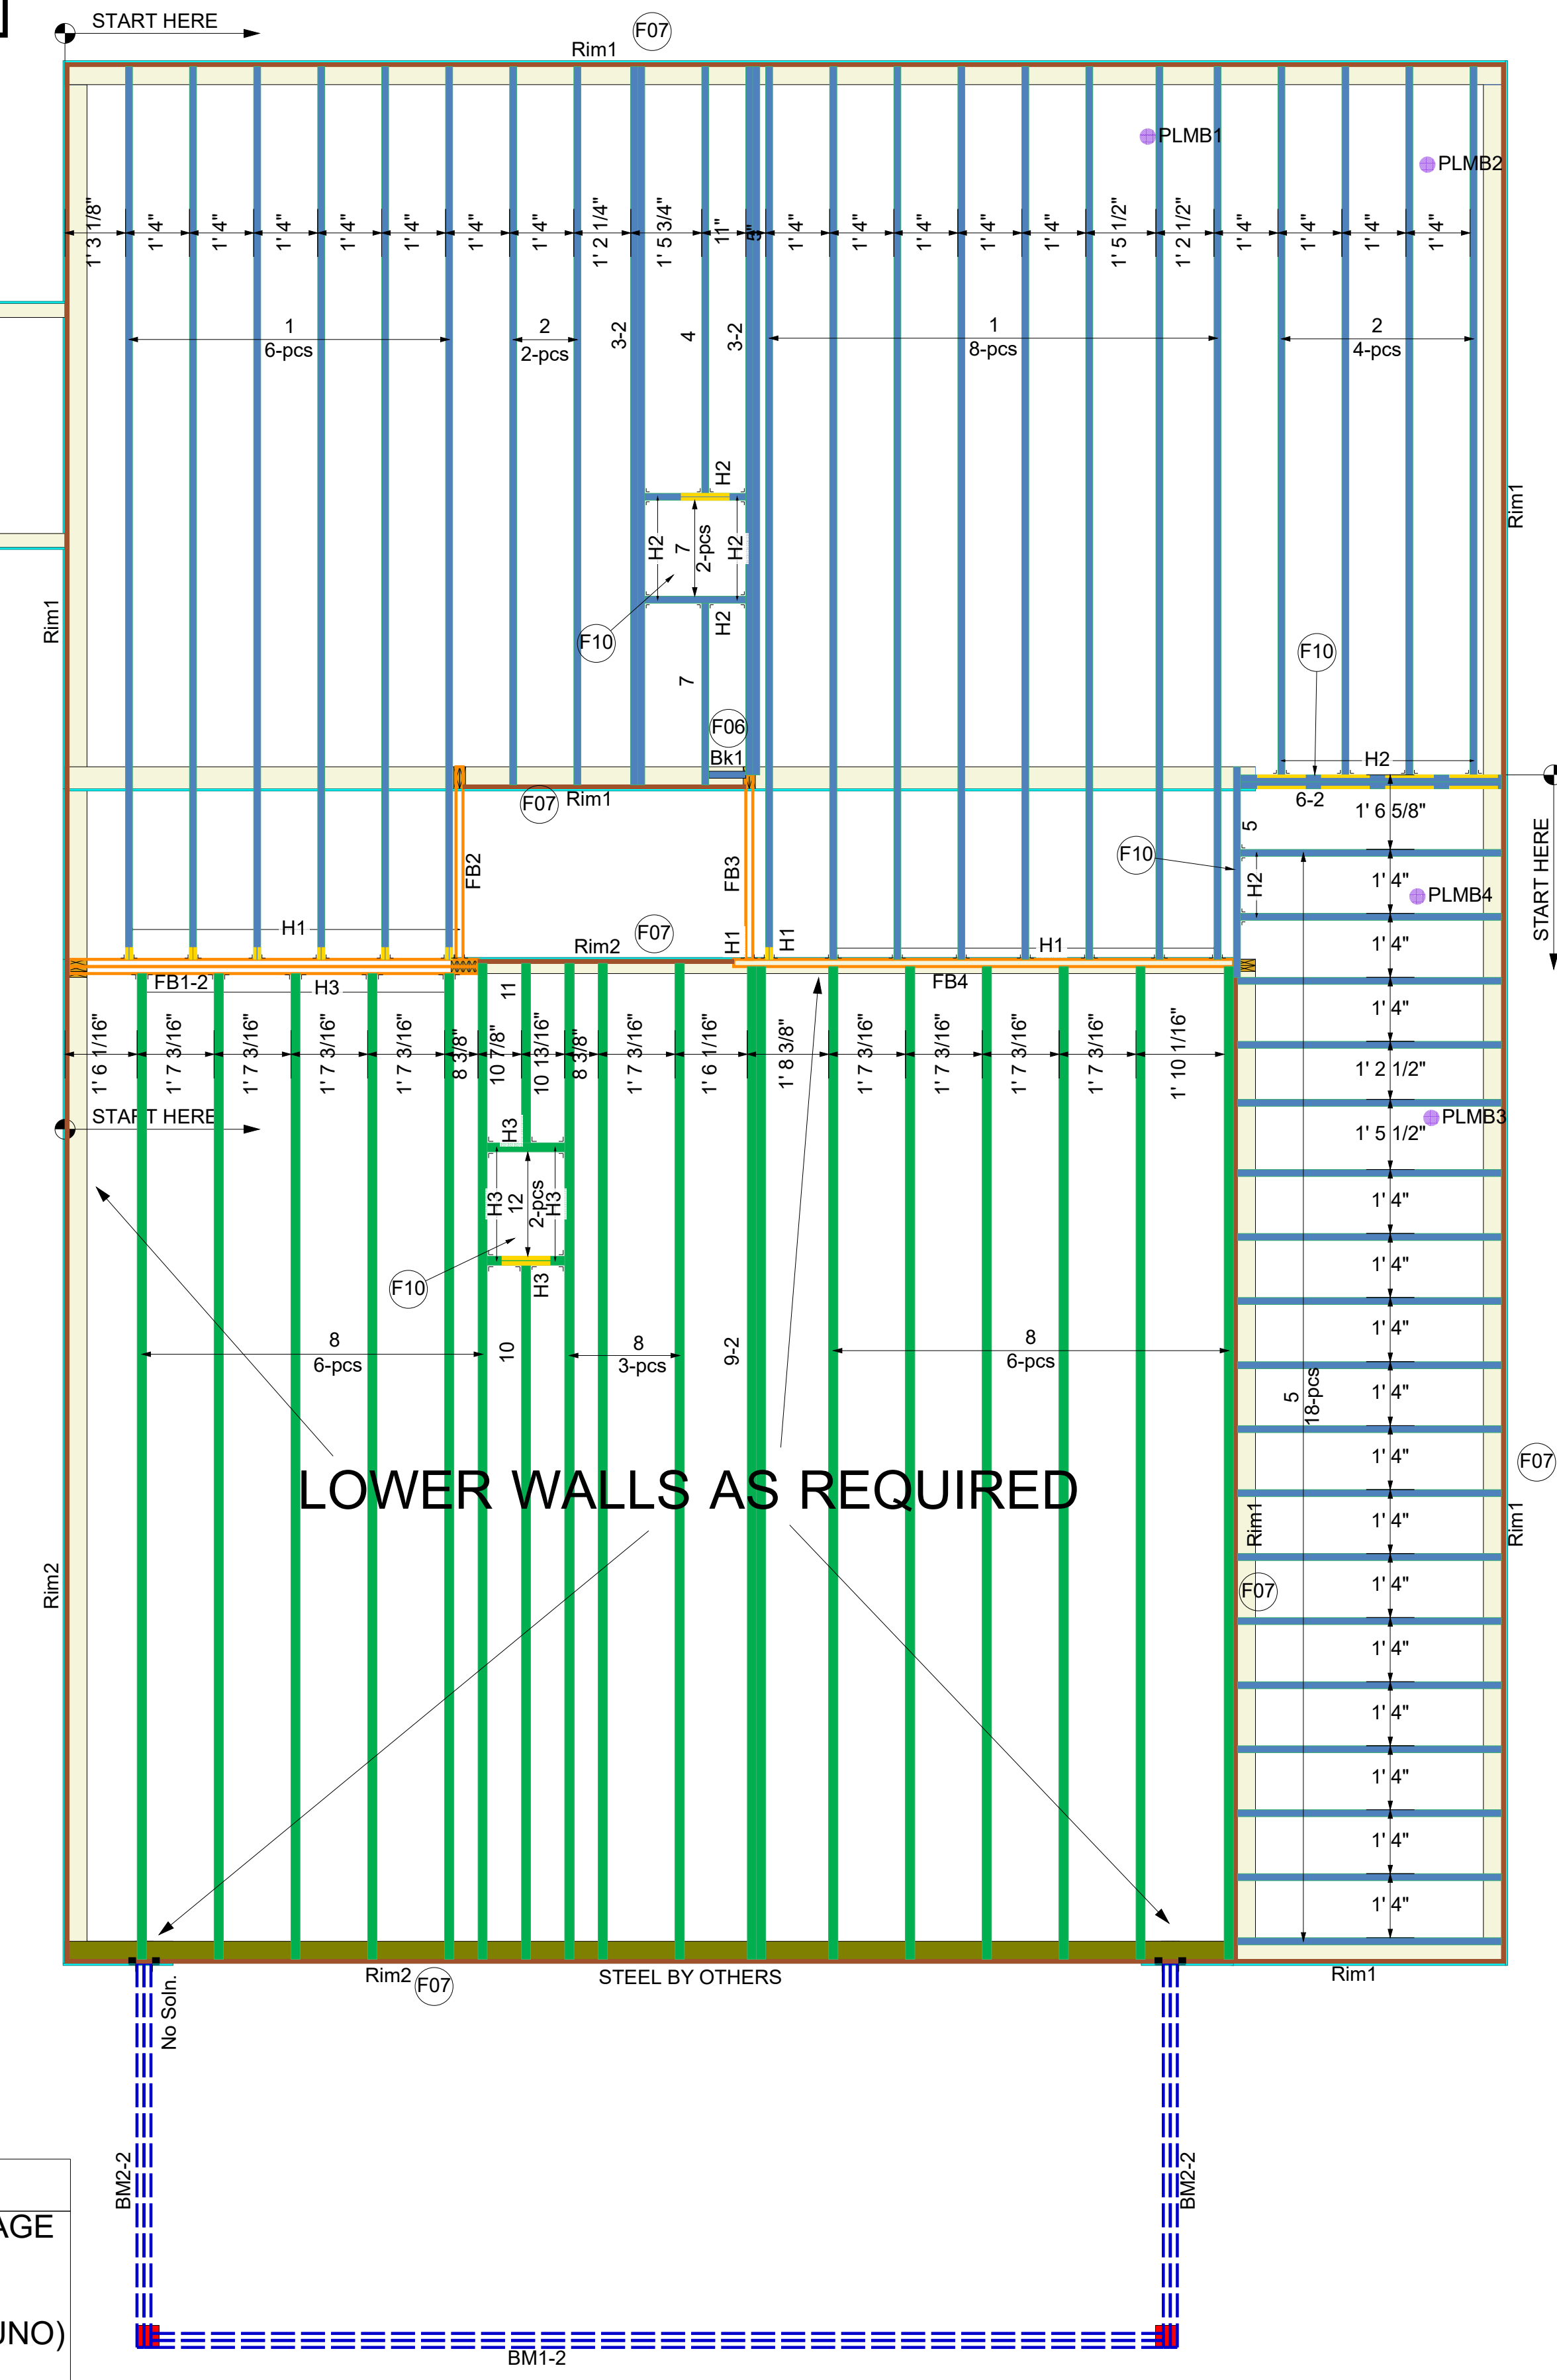 START HERE
F07
Rim1
PLMB1
PLMB2
1' 3 1/8"
1' 4"
1' 4"
1' 4"
1' 4"
1' 4"
1' 4"
1' 4"
1' 2 1/4"
1' 5 3/4"
11"
5"
1' 4"
1' 4"
1' 4"
1' 4"
1' 4"
1' 5 1/2"
1' 2 1/2"
1' 4"
1' 4"
1' 4"
1' 4"
1
6-pcs
2
2-pcs
3-2
4
3-2
1
8-pcs
2
4-pcs
H2
H2
7
2-pcs
H2
H2
F10
Rim1
Rim1
7
F10
F06
Bk1
Rim1
F07
H2
6-2
1' 6 5/8"
5
F10
H2
1' 4"
PLMB4
START HERE
FB2
FB3
H1
Rim2
F07
H1
H1
H1
FB1-2
H3
11
FB4
1' 4"
1' 4"
1' 2 1/2"
1' 5 1/2"
PLMB3
1' 6 1/16"
1' 7 3/16"
1' 7 3/16"
1' 7 3/16"
1' 7 3/16"
8 3/8"
10 7/8"
10 13/16"
8 3/8"
1' 7 3/16"
1' 6 1/16"
1' 8 3/8"
1' 7 3/16"
1' 7 3/16"
1' 7 3/16"
1' 7 3/16"
1' 10 1/16"
START HERE
H3
H3
12
2-pcs
H3
H3
F10
8
6-pcs
10
8
3-pcs
9-2
8
6-pcs
5
18-pcs
1' 4"
1' 4"
1' 4"
1' 4"
1' 4"
1' 4"
1' 4"
1' 4"
1' 4"
1' 4"
1' 4"
1' 4"
F07
LOWER WALLS AS REQUIRED
Rim1
Rim1
Rim2
F07
Rim2
F07
STEEL BY OTHERS
Rim1
No Soln.
BM2-2
BM2-2
AGE
UNO)
BM1-2